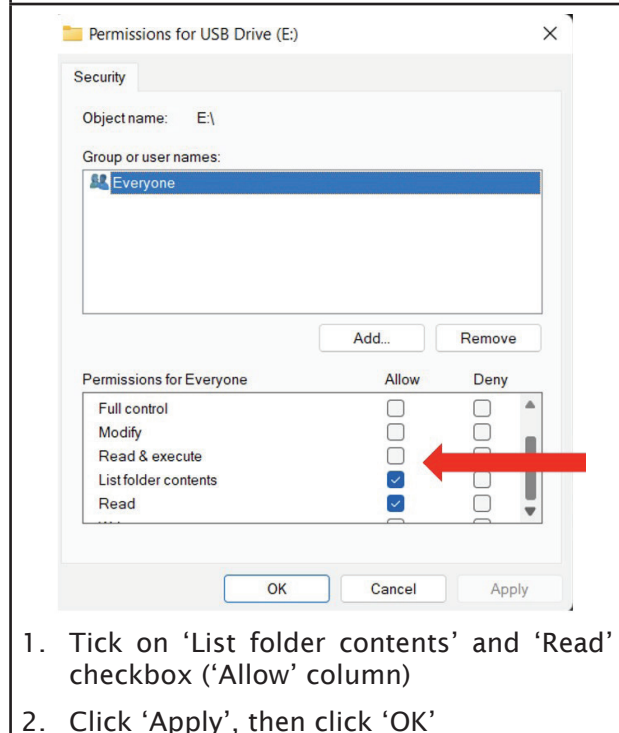 Permissions for USB Drive (E:)
Security
Object name: E:\
Group or user names:
Everyone
Add... Remove
Permissions for Everyone Allow Deny
Full control
Modify
Read & execute
List folder contents
Read
OK Cancel Apply
1. Tick on ‘List folder contents’ and ‘Read’
checkbox (‘Allow’ column)
2. Click ‘Apply’, then click ‘OK’